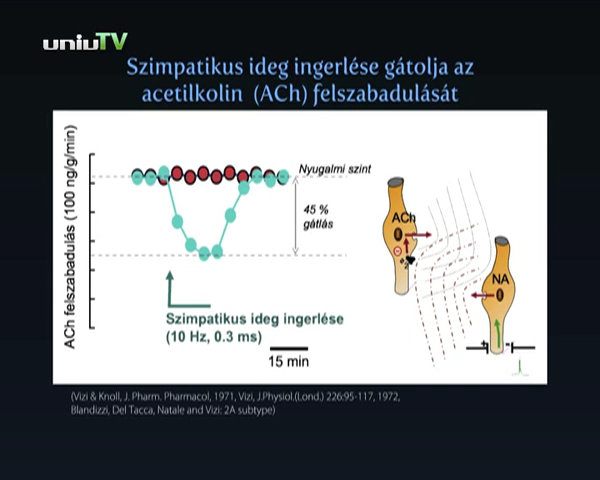 uniuTV
Szimpatikus ideg ingerlése gátolja az
acetilkolin (ACh) felszabadulását
ACh felszabadulás (100 ng/g/min)
Nyugalmi szint
45 %
gátlás
ACh
NA
Szimpatikus ideg ingerlése
(10 Hz, 0.3 ms)
15 min
(Vizi & Knoll, J. Pharm. Pharmacol, 1971, Vizi, J.Physiol.(Lond.) 226:95-117, 1972,
Blandizzi, Del Tacca, Natale and Vizi: 2A subtype)